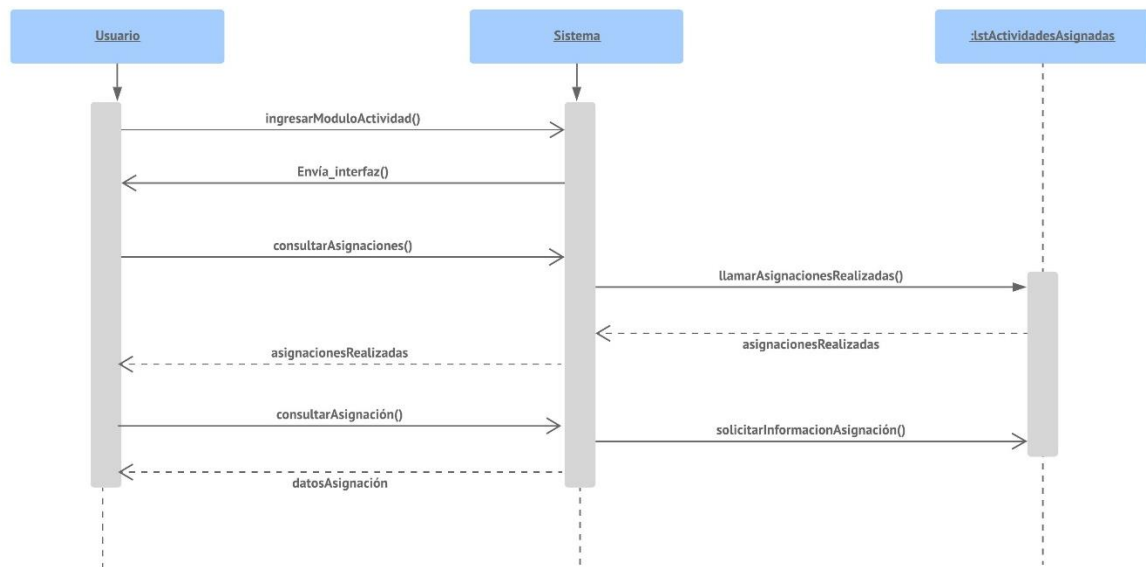 Usuario
Sistema
:lstActividadesAsignadas
ingresarModuloActividad()
Envía_interfaz()
consultarAsignaciones()
llamarAsignacionesRealizadas()
asignacionesRealizadas
asignacionesRealizadas
consultarAsignación()
solicitarInformacionAsignación()
datosAsignación